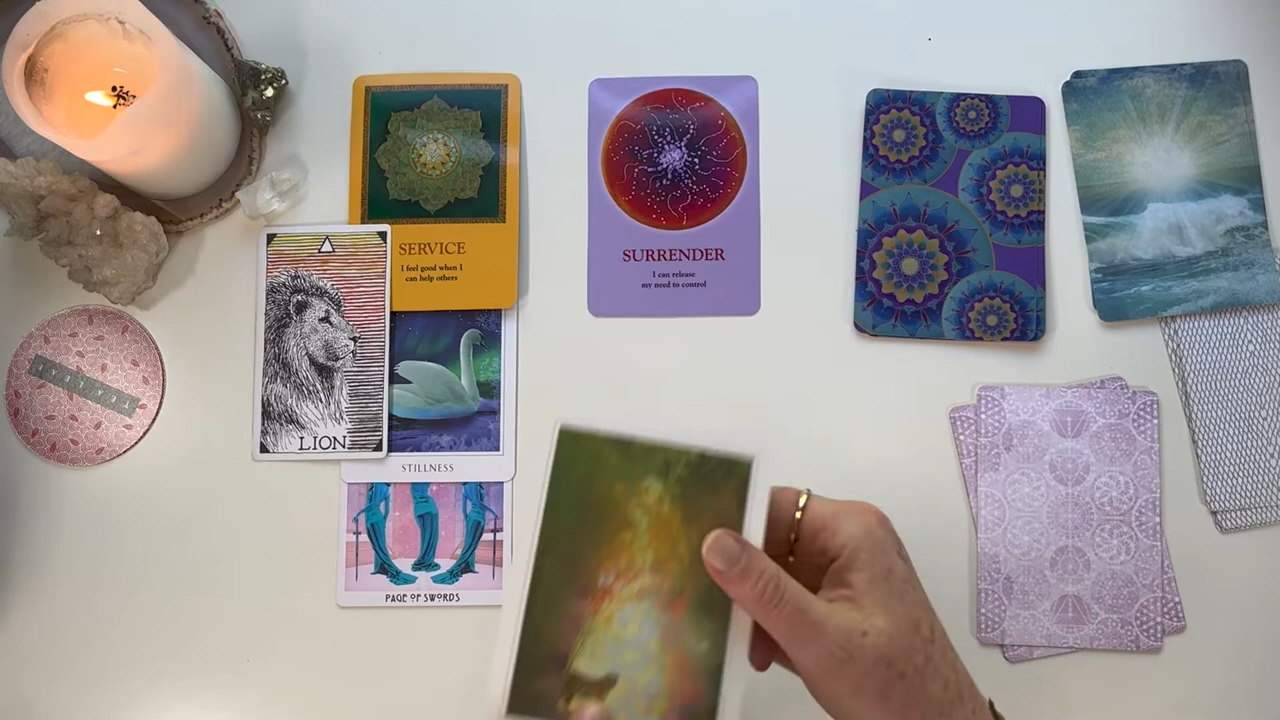 SERVICE
I feel good when I
can help others
SURRENDER
I can release
my need to control
LION
STILLNESS
PAGE OF SWORDS